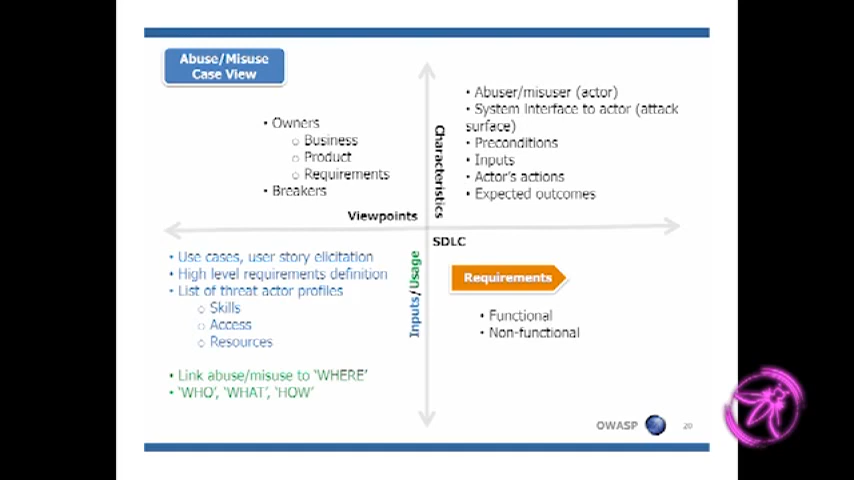 Abuse/Misuse
Case View
• Owners
o Business
o Product
o Requirements
• Breakers
Viewpoints
Characteristics
• Abuser/misuser (actor)
• System Interface to actor (attack
surface)
• Preconditions
• Inputs
• Actor's actions
• Expected outcomes
• Use cases, user story elicitation
• High level requirements definition
• List of threat actor profiles
o Skills
o Access
o Resources
• Link abuse/misuse to 'WHERE'
• 'WHO', 'WHAT', 'HOW'
Inputs/Usage
SDLC
Requirements
• Functional
• Non-functional
OWASP
20